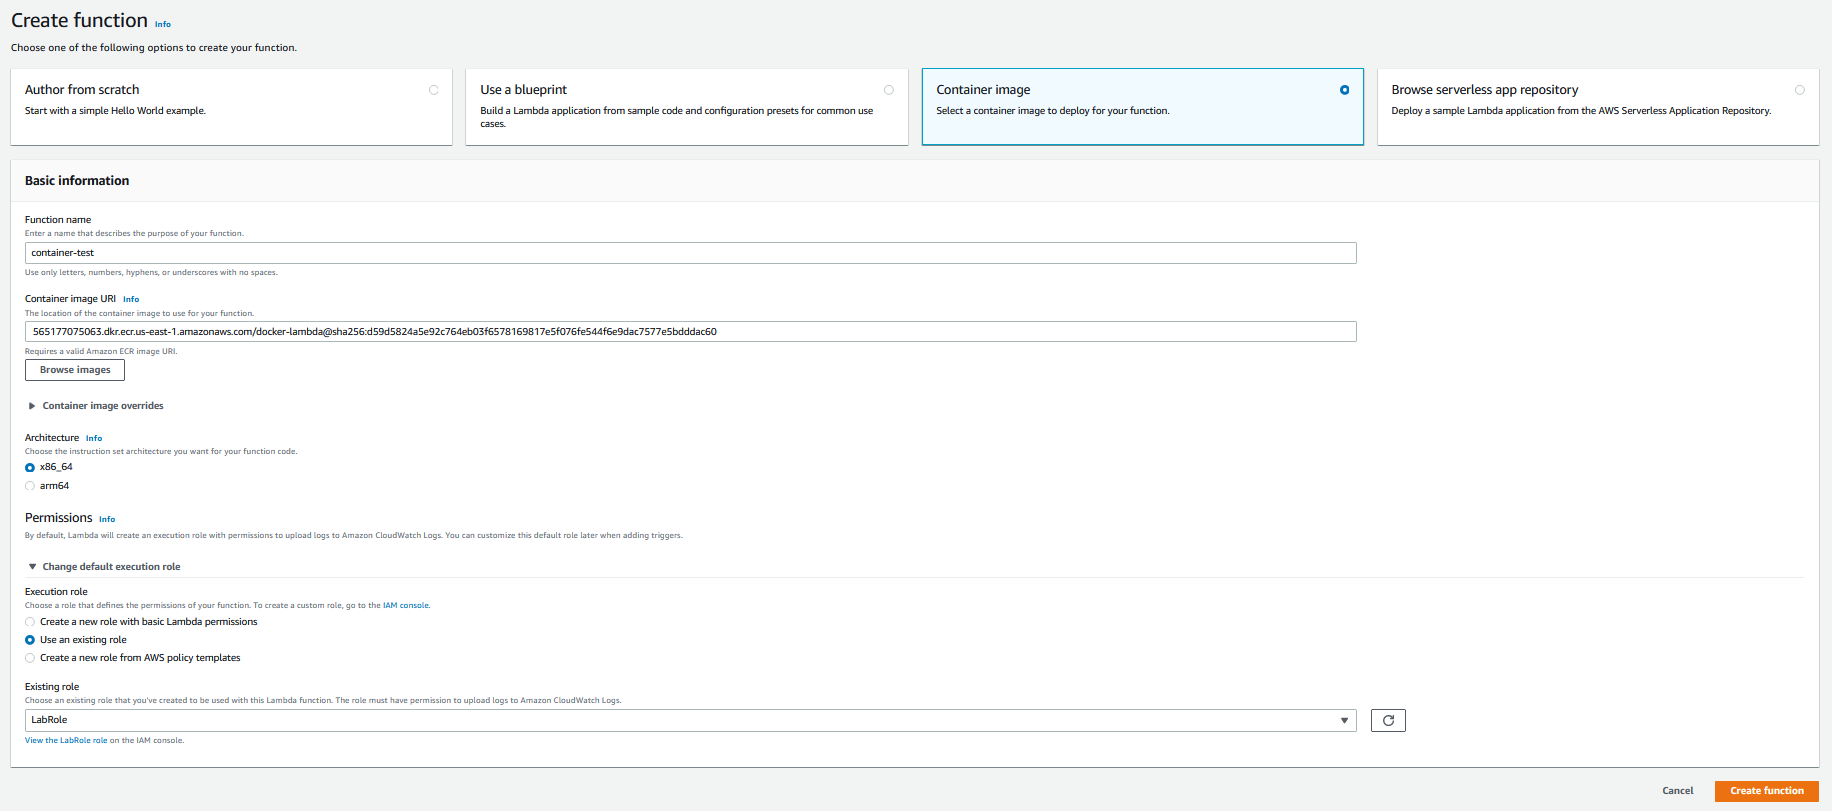 Create function Info
Choose one of the following options to create your function.
Author from scratch
Start with a simple Hello World example.
Use a blueprint
Build a Lambda application from sample code and configuration presets for common use
cases.
Container image
Select a container image to deploy for your function.
Browse serverless app repository
Deploy a sample Lambda application from the AWS Serverless Application Repository.
Basic information
Function name
Enter a name that describes the purpose of your function.
container-test
Use only letters, numbers, hyphens, or underscores with no spaces.
Container image URI Info
The location of the container image to use for your function.
565177075063.dkr.ecr.us-east-1.amazonaws.com/docker-lambda@sha256:d59d5824a5e92c764eb03f6578169817e5f076fe544f6e9dac7577e5bdddac60
Requires a valid Amazon ECR image URI.
Browse images
Container image overrides
Architecture Info
Choose the instruction set architecture you want for your function code.
x86_64
arm64
Permissions Info
By default, Lambda will create an execution role with permissions to upload logs to Amazon CloudWatch Logs. You can customize this default role later when adding triggers.
Change default execution role
Execution role
Choose a role that defines the permissions of your function. To create a custom role, go to the IAM console.
Create a new role with basic Lambda permissions
Use an existing role
Create a new role from AWS policy templates
Existing role
Choose an existing role that you've created to be used with this Lambda function. The role must have permission to upload logs to Amazon CloudWatch Logs.
LabRole
View the LabRole role on the IAM console.
Cancel
Create function